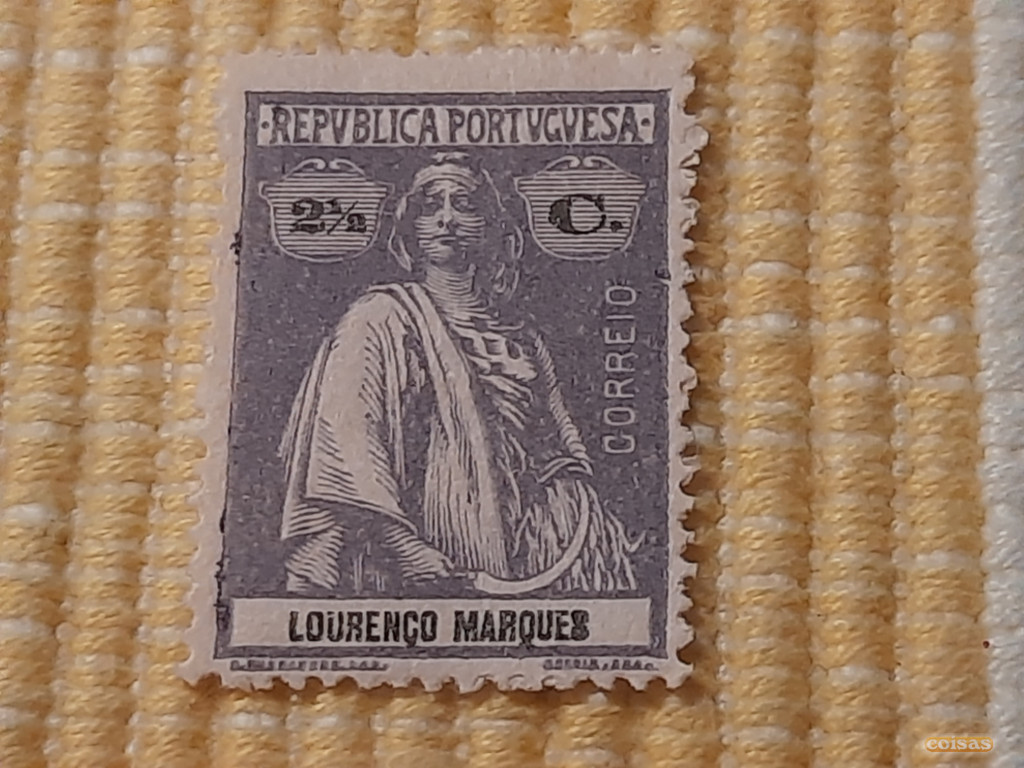 ·REPVBLICA PORTVGVESA·
2½ C.
CORREIO
LOURENÇO MARQUES
coisas